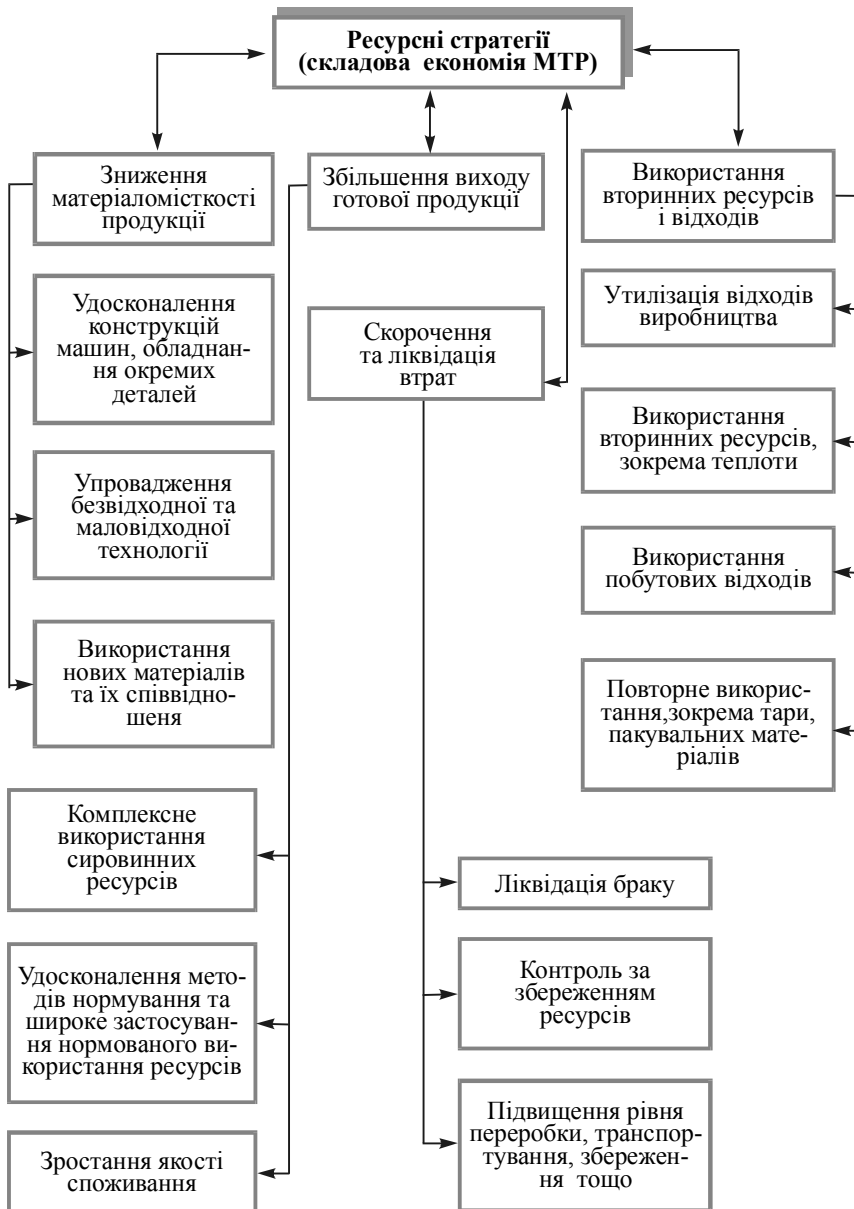 Ресурсні стратегії
(складова економія МТР)
Зниження
матеріаломісткості
продукції
Збільшення виходу
готової продукції
Використання
вторинних ресурсів
і відходів
Удосконалення
конструкцій
машин, обладнан-
ня окремих
деталей
Скорочення
та ліквідація
втрат
Утилізація відходів
виробництва
Використання
вторинних ресурсів,
зокрема теплоти
Упровадження
безвідходної та
маловідходної
технології
Використання
побутових відходів
Використання
нових матеріалів
та їх співвідно-
шеня
Повторне викорис-
тання,зокрема тари,
пакувальних мате-
ріалів
Комплексне
використання
сировинних
ресурсів
Ліквідація браку
Удосконалення мето-
дів нормування та
широке застосуван-
ня нормованого ви-
користання ресурсів
Контроль за
збереженням
ресурсів
Зростання якості
споживання
Підвищення рівня
переробки, транспор-
тування, збережен-
ня тощо